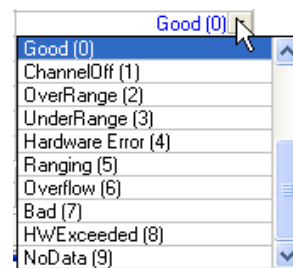 Good (0)
Good (0)
ChannelOff (1)
OverRange (2)
UnderRange (3)
Hardware Error (4)
Ranging (5)
Overflow (6)
Bad (7)
HWExceeded (8)
NoData (9)